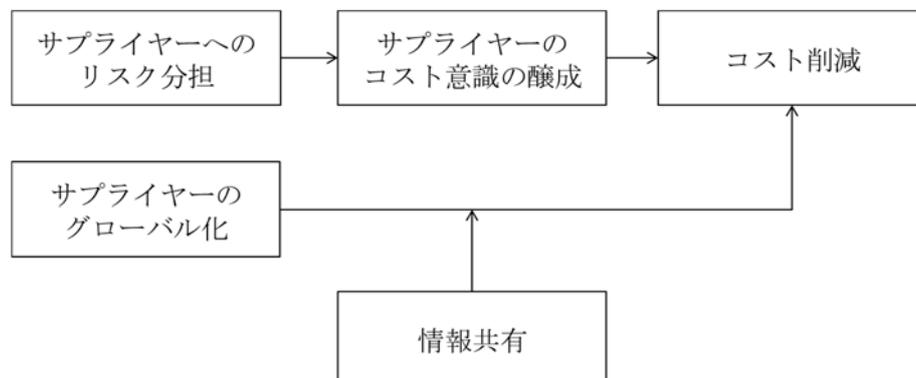 サプライヤーへの
リスク分担
サプライヤーの
コスト意識の醸成
コスト削減
サプライヤーの
グローバル化
情報共有